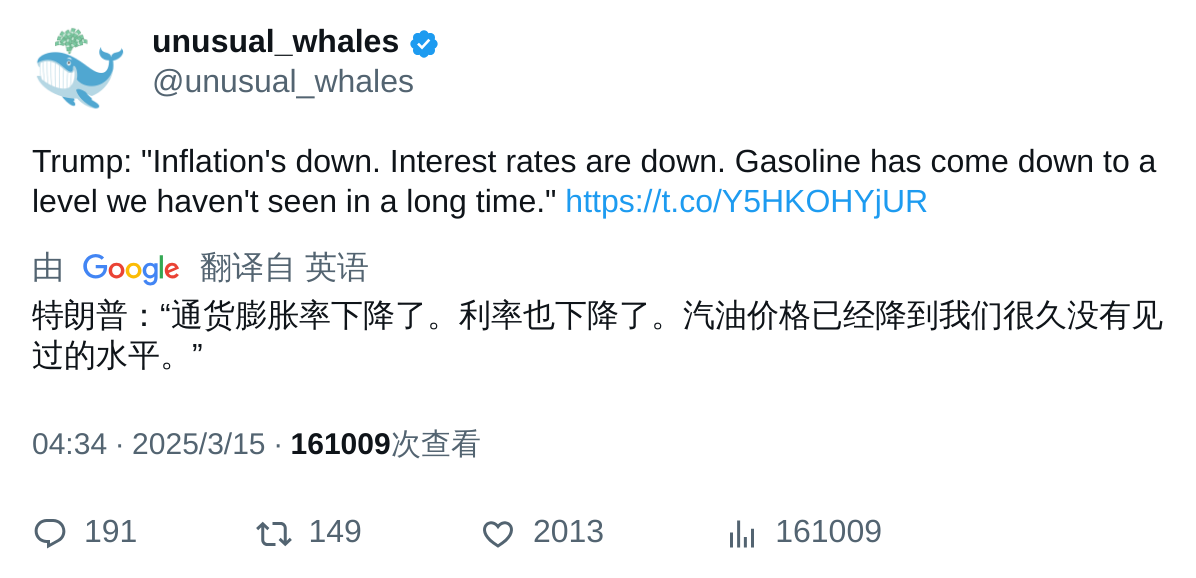 unusual_whales
@unusual_whales
Trump: "Inflation's down. Interest rates are down. Gasoline has come down to a
level we haven't seen in a long time." https://t.co/Y5HKOHYjUR
由 Google 翻译自 英语
特朗普：“通货膨胀率下降了。利率也下降了。汽油价格已经降到我们很久没有见
过的水平。”
04:34 · 2025/3/15 · 161009次查看
191 149 2013 161009